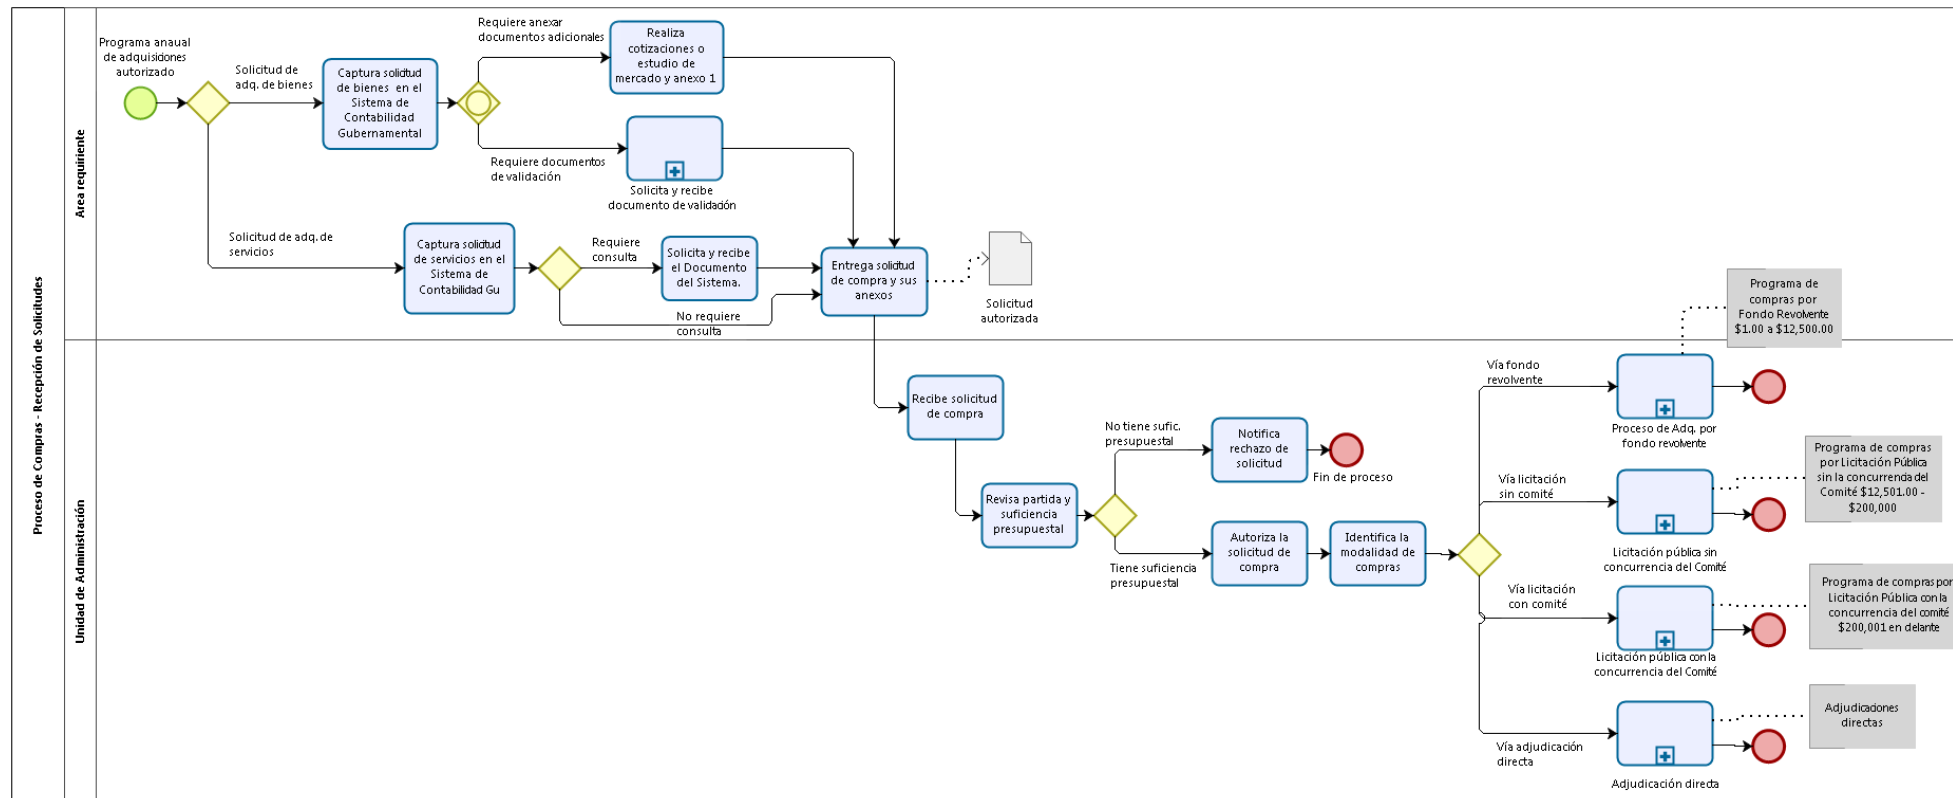 Proceso de Compras - Recepción de Solicitudes
Area requiriente
Programa anaual
de adquisiciones
autorizado
Solicitud de
adq. de bienes
Captura solicitud
de bienes en el
Sistema de
Contabilidad
Gubernamental
Requiere anexar
documentos adicionales
Realiza
cotizaciones o
estudio de
mercado y anexo 1
Requiere documentos
de validación
Solicita y recibe
documento de validación
Solicitud de adq. de
servicios
Captura solicitud
de servicios en el
Sistema de
Contabilidad Gu
Requiere
consulta
Solicita y recibe
el Documento
del Sistema.
No requiere
consulta
Entrega solicitud
de compra y sus
anexos
Solicitud
autorizada
Unidad de Administración
Recibe solicitud
de compra
Revisa partida y
suficiencia
presupuestal
No tiene sufic.
presupuestal
Notifica
rechazo de
solicitud
Fin de proceso
Tiene suficiencia
presupuestal
Autoriza la
solicitud de
compra
Identifica la
modalidad de
compras
Vía fondo
revolvente
Proceso de Adq. por
fondo revolvente
Programa de
compras por
Fondo Revolvente
$1.00 a $12,500.00
Vía licitación
sin comité
Licitación pública sin
concurrencia del Comité
Programa de compras
por Licitación Pública
sin la concurrencia del
Comité $12,501.00 -
$200,000
Vía licitación
con comité
Licitación pública con la
concurrencia del Comité
Programa de compras por
Licitación Pública con la
concurrencia del comité
$200,001 en delante
Vía adjudicación
directa
Adjudicación directa
Adjudicaciones
directas